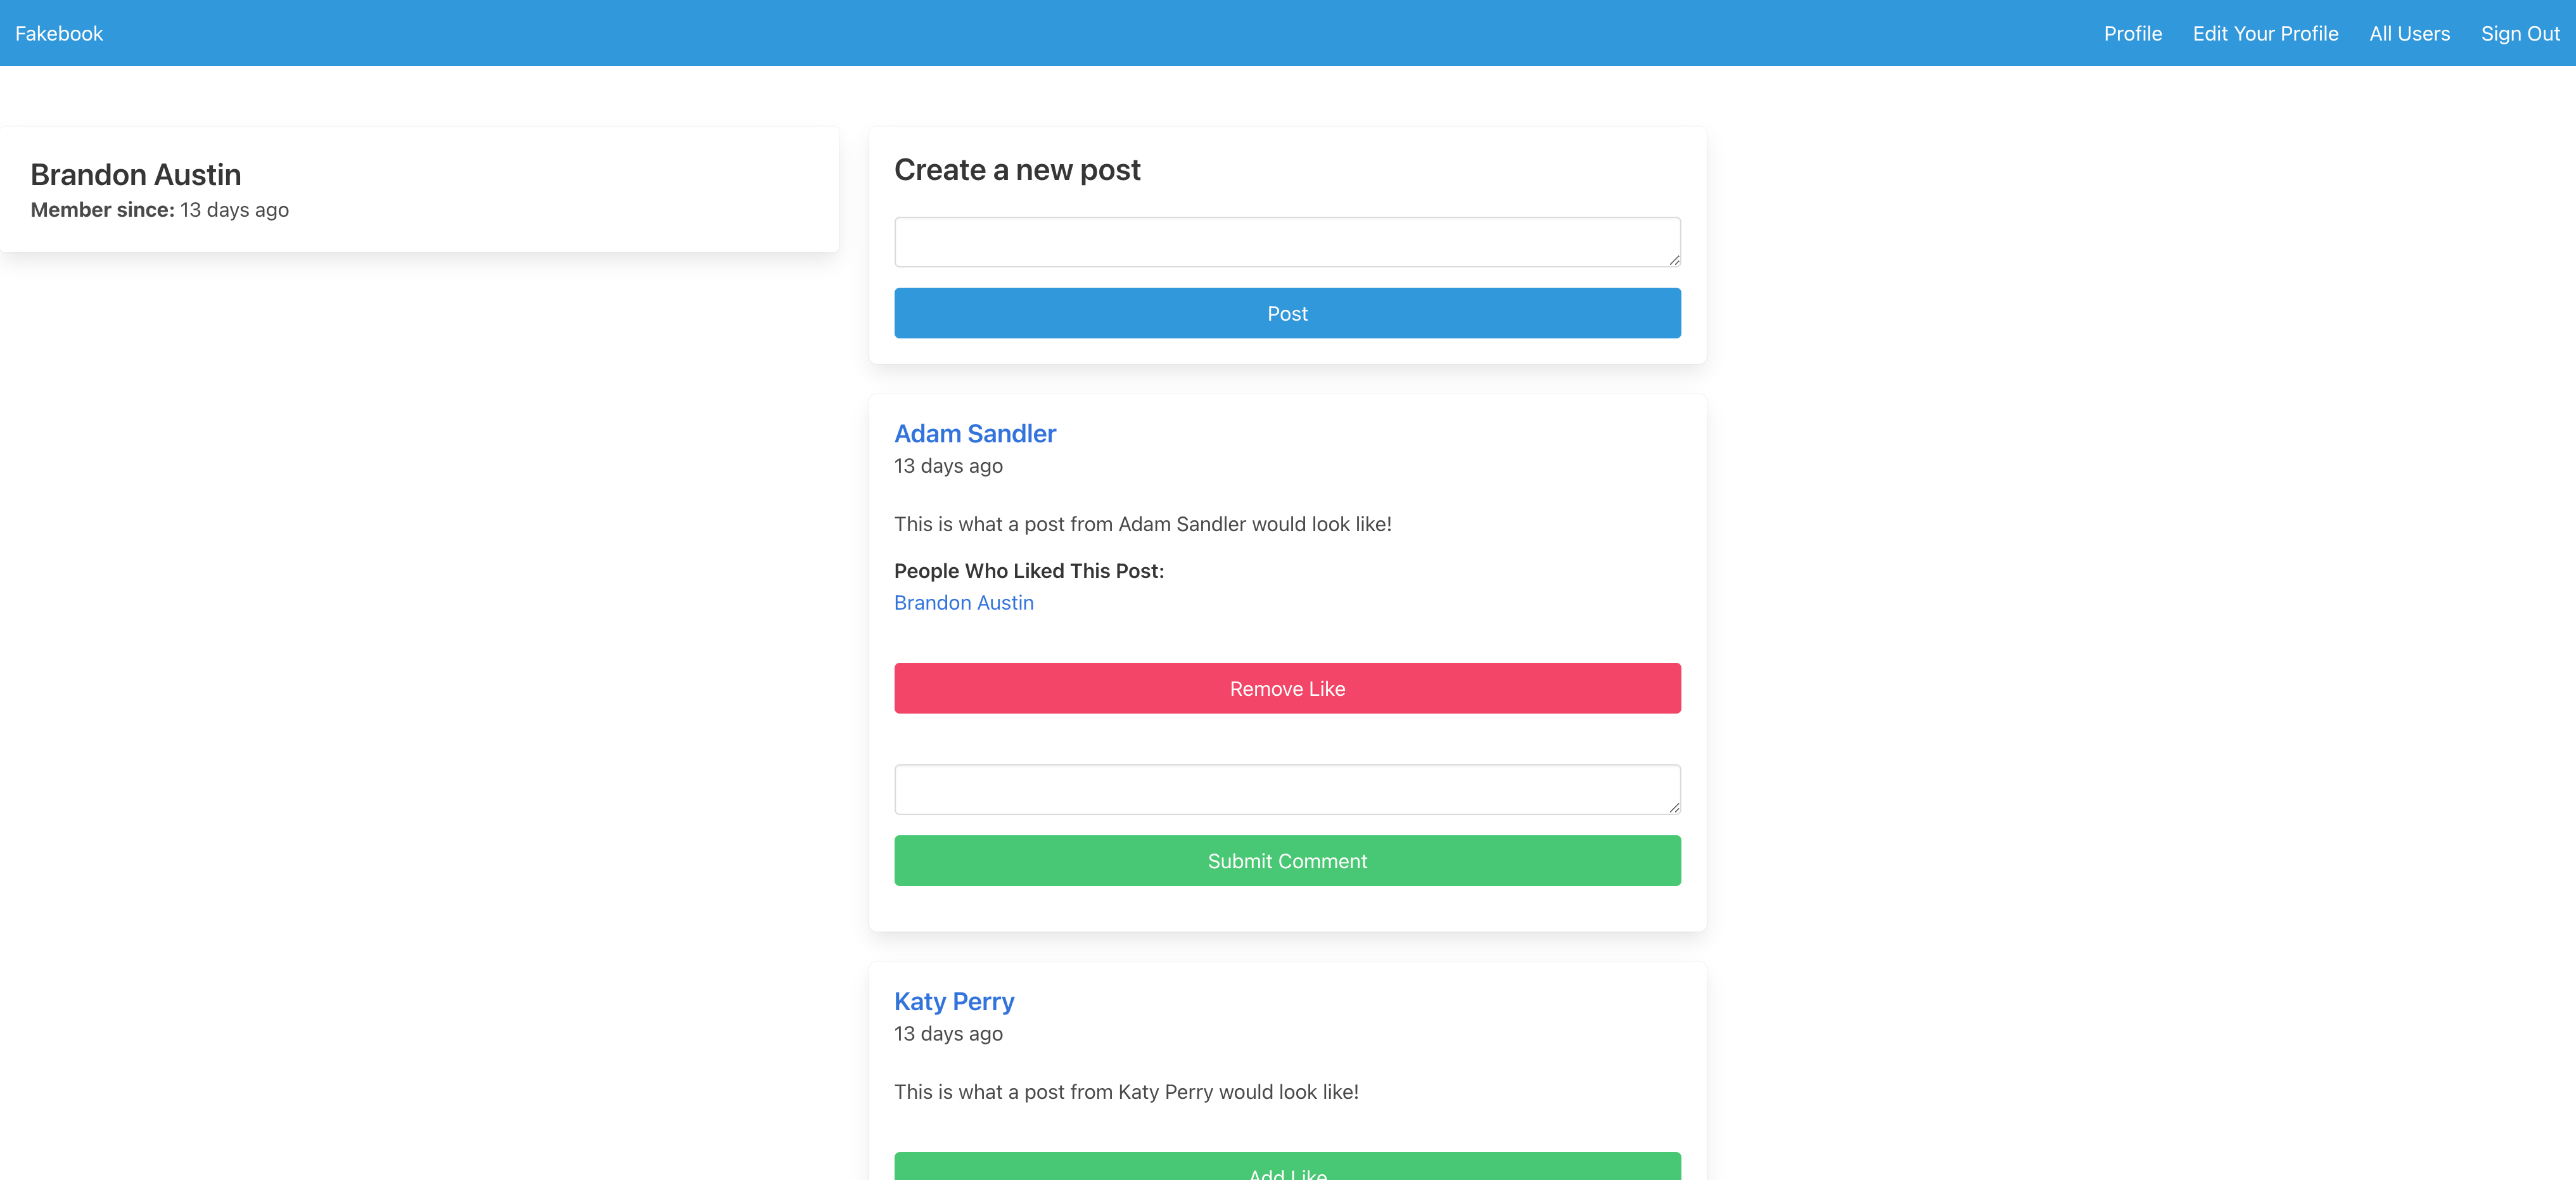 Fakebook
Profile
Edit Your Profile
All Users
Sign Out
Brandon Austin
Member since: 13 days ago
Create a new post
Post
Adam Sandler
13 days ago
This is what a post from Adam Sandler would look like!
People Who Liked This Post:
Brandon Austin
Remove Like
Submit Comment
Katy Perry
13 days ago
This is what a post from Katy Perry would look like!
Add Like